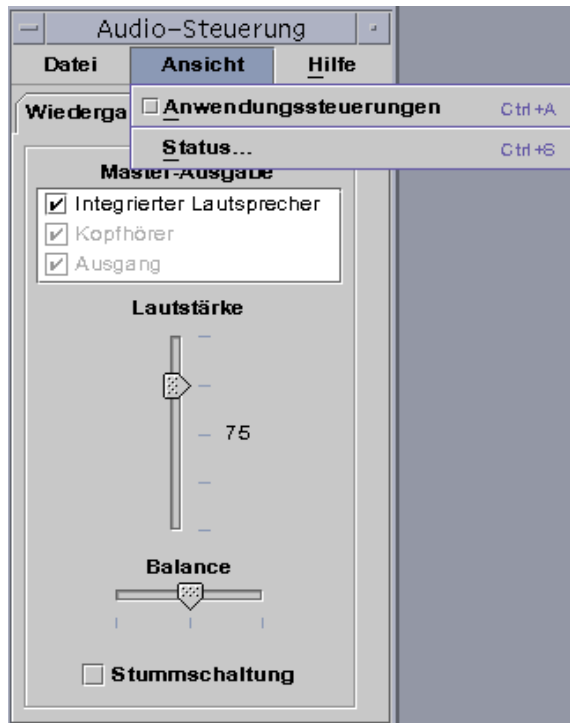 Audio-Steuerung
Datei Ansicht Hilfe
Wiederga
Anwendungssteuerungen Ctrl+A
Status... Ctrl+S
Master-Ausgabe
Integrierter Lautsprecher
Kopfhörer
Ausgang
Lautstärke
75
Balance
Stummschaltung